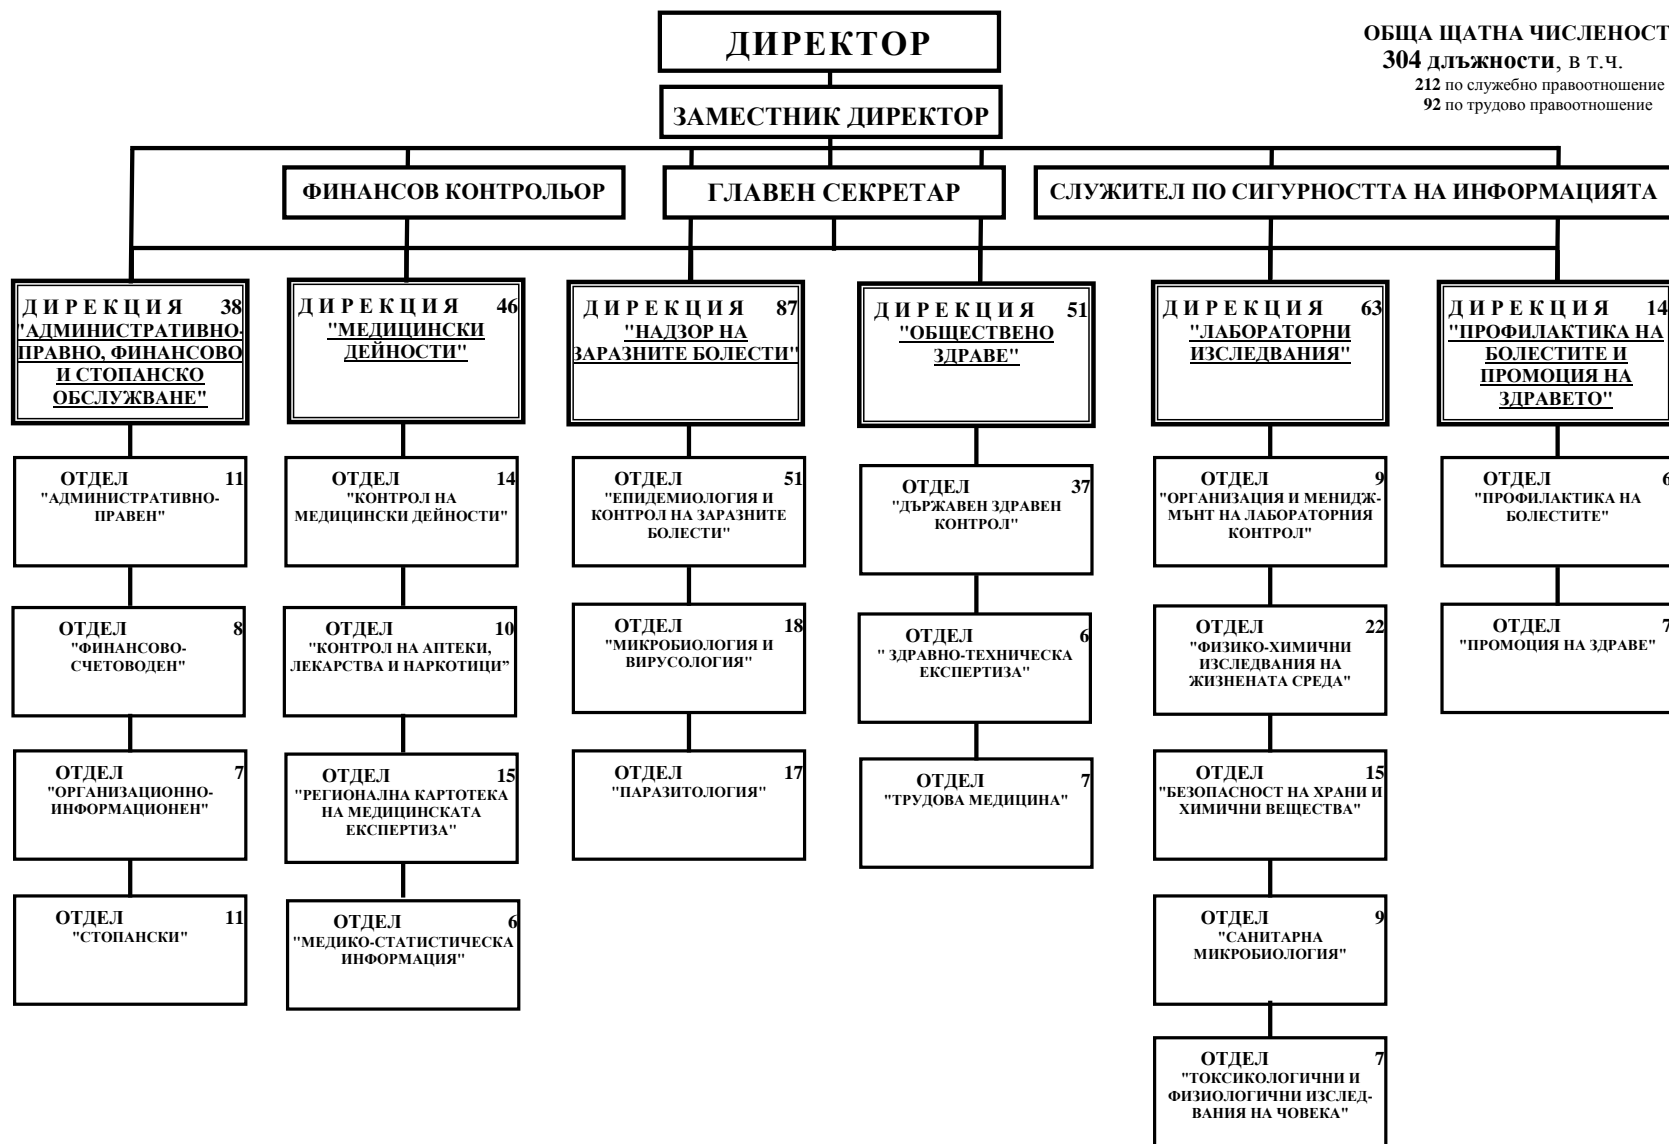 ДИРЕКТОР
ОБЩА ЩАТНА ЧИСЛЕНОСТ
304 длъжности, в т.ч.
212 по служебно правоотношение
92 по трудово правоотношение
ЗАМЕСТНИК ДИРЕКТОР
ФИНАНСОВ КОНТРОЛЬОР
ГЛАВЕН СЕКРЕТАР
СЛУЖИТЕЛ ПО СИГУРНОСТТА НА ИНФОРМАЦИЯТА
Д И Р Е К Ц И Я 38
"АДМИНИСТРАТИВНО-
ПРАВНО, ФИНАНСОВО
И СТОПАНСКО
ОБСЛУЖВАНЕ"
ОТДЕЛ 11
"АДМИНИСТРАТИВНО-
ПРАВЕН"
ОТДЕЛ 8
"ФИНАНСОВО-
СЧЕТОВОДЕН"
ОТДЕЛ 7
"ОРГАНИЗАЦИОННО-
ИНФОРМАЦИОНЕН"
ОТДЕЛ 11
"СТОПАНСКИ"
Д И Р Е К Ц И Я 46
"МЕДИЦИНСКИ
ДЕЙНОСТИ"
ОТДЕЛ 14
"КОНТРОЛ НА
МЕДИЦИНСКИ ДЕЙНОСТИ"
ОТДЕЛ 10
"КОНТРОЛ НА АПТЕКИ,
ЛЕКАРСТВА И НАРКОТИЦИ”
ОТДЕЛ 15
"РЕГИОНАЛНА КАРТОТЕКА
НА МЕДИЦИНСКАТА
ЕКСПЕРТИЗА"
ОТДЕЛ 6
"МЕДИКО-СТАТИСТИЧЕСКА
ИНФОРМАЦИЯ"
Д И Р Е К Ц И Я 87
"НАДЗОР НА
ЗАРАЗНИТЕ БОЛЕСТИ"
ОТДЕЛ 51
"ЕПИДЕМИОЛОГИЯ И
КОНТРОЛ НА ЗАРАЗНИТЕ
БОЛЕСТИ"
ОТДЕЛ 18
"МИКРОБИОЛОГИЯ И
ВИРУСОЛОГИЯ"
ОТДЕЛ 17
"ПАРАЗИТОЛОГИЯ"
Д И Р Е К Ц И Я 51
"ОБЩЕСТВЕНО
ЗДРАВЕ"
ОТДЕЛ 37
"ДЪРЖАВЕН ЗДРАВЕН
КОНТРОЛ"
ОТДЕЛ 6
" ЗДРАВНО-ТЕХНИЧЕСКА
ЕКСПЕРТИЗА"
ОТДЕЛ 7
"ТРУДОВА МЕДИЦИНА"
Д И Р Е К Ц И Я 63
"ЛАБОРАТОРНИ
ИЗСЛЕДВАНИЯ"
ОТДЕЛ 9
"ОРГАНИЗАЦИЯ И МЕНИДЖ-
МЪНТ НА ЛАБОРАТОРНИЯ
КОНТРОЛ"
ОТДЕЛ 22
"ФИЗИКО-ХИМИЧНИ
ИЗСЛЕДВАНИЯ НА
ЖИЗНЕНАТА СРЕДА"
ОТДЕЛ 15
"БЕЗОПАСНОСТ НА ХРАНИ И
ХИМИЧНИ ВЕЩЕСТВА"
ОТДЕЛ 9
"САНИТАРНА
МИКРОБИОЛОГИЯ"
ОТДЕЛ 7
"ТОКСИКОЛОГИЧНИ И
ФИЗИОЛОГИЧНИ ИЗСЛЕД-
ВАНИЯ НА ЧОВЕКА"
Д И Р Е К Ц И Я 14
"ПРОФИЛАКТИКА НА
БОЛЕСТИТЕ И
ПРОМОЦИЯ НА
ЗДРАВЕТО"
ОТДЕЛ 6
"ПРОФИЛАКТИКА НА
БОЛЕСТИТЕ"
ОТДЕЛ 7
"ПРОМОЦИЯ НА ЗДРАВЕ"